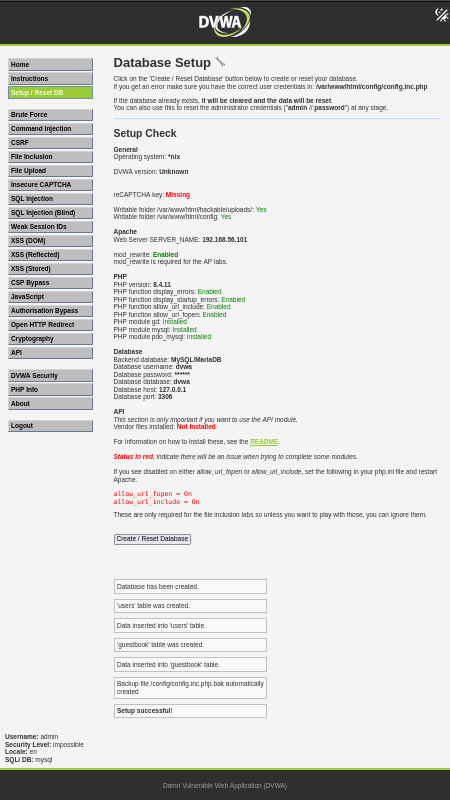 DVWA
Home
Instructions
Setup / Reset DB
Brute Force
Command Injection
CSRF
File Inclusion
File Upload
Insecure CAPTCHA
SQL Injection
SQL Injection (Blind)
Weak Session IDs
XSS (DOM)
XSS (Reflected)
XSS (Stored)
CSP Bypass
JavaScript
Authorisation Bypass
Open HTTP Redirect
Cryptography
API
DVWA Security
PHP Info
About
Logout
Database Setup
Click on the 'Create / Reset Database' button below to create or reset your database.
If you get an error make sure you have the correct user credentials in: /var/www/html/config/config.inc.php
If the database already exists, it will be cleared and the data will be reset.
You can also use this to reset the administrator credentials ("admin // password") at any stage.
Setup Check
General
Operating system: *nix
DVWA version: Unknown
reCAPTCHA key: Missing
Writable folder /var/www/html/hackable/uploads/: Yes
Writable folder /var/www/html/config: Yes
Apache
Web Server SERVER_NAME: 192.168.56.101
mod_rewrite: Enabled
mod_rewrite is required for the AP labs.
PHP
PHP version: 8.4.11
PHP function display_errors: Enabled
PHP function display_startup_errors: Enabled
PHP function allow_url_include: Enabled
PHP function allow_url_fopen: Enabled
PHP module gd: Installed
PHP module mysql: Installed
PHP module pdo_mysql: Installed
Database
Backend database: MySQL/MariaDB
Database username: dvwa
Database password: ******
Database database: dvwa
Database host: 127.0.0.1
Database port: 3306
API
This section is only important if you want to use the API module.
Vendor files installed: Not Installed
For information on how to install these, see the README.
Status in red, indicate there will be an issue when trying to complete some modules.
If you see disabled on either allow_url_fopen or allow_url_include, set the following in your php.ini file and restart
Apache.
allow_url_fopen = On
allow_url_include = On
These are only required for the file inclusion labs so unless you want to play with those, you can ignore them.
Create / Reset Database
Database has been created.
'users' table was created.
Data inserted into 'users' table.
'guestbook' table was created.
Data inserted into 'guestbook' table.
Backup file /config/config.inc.php.bak automatically
created
Setup successful!
Username: admin
Security Level: impossible
Locale: en
SQLi DB: mysql
Damn Vulnerable Web Application (DVWA)